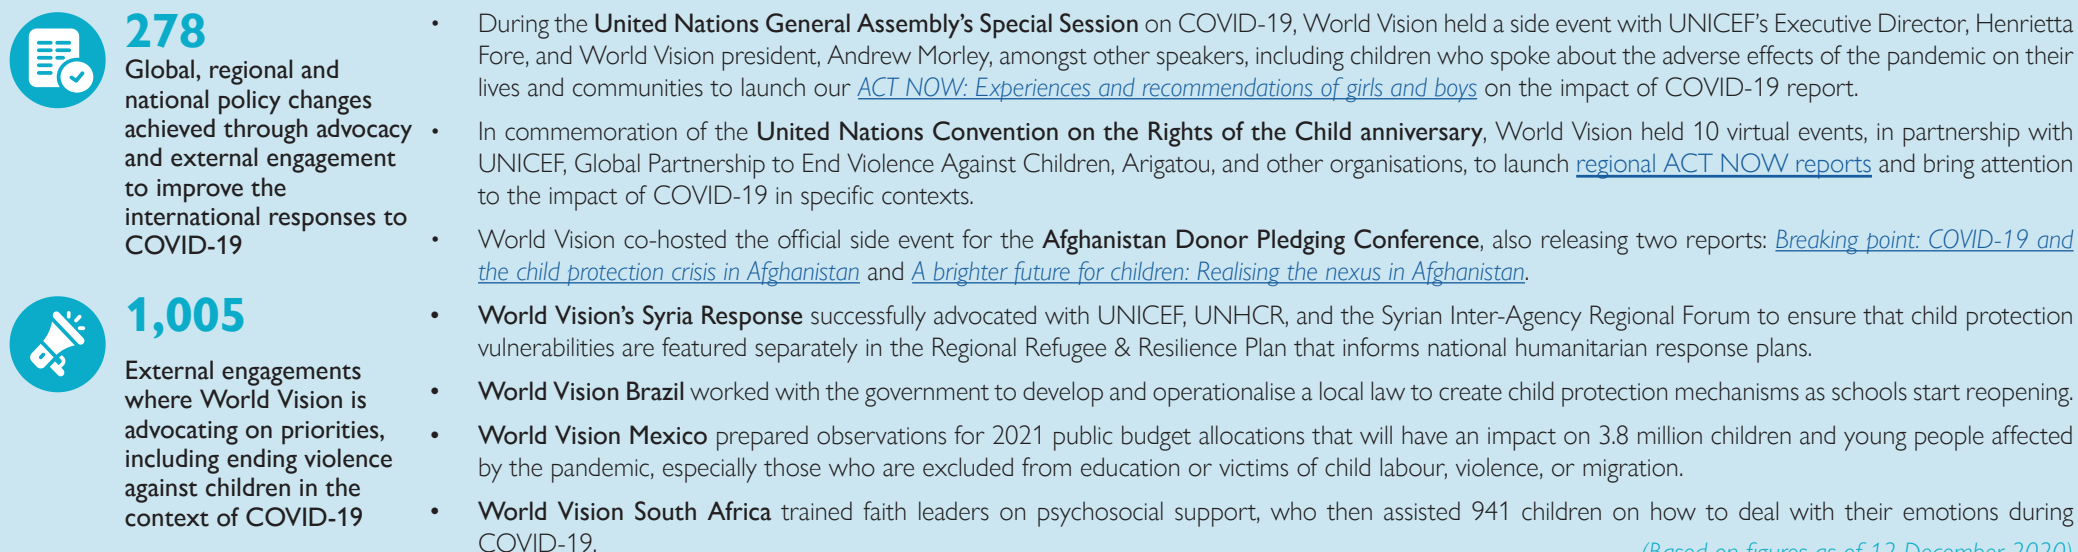 278
Global, regional and
national policy changes
achieved through advocacy
and external engagement
to improve the
international responses to
COVID-19
1,005
External engagements
where World Vision is
advocating on priorities,
including ending violence
against children in the
context of COVID-19
• During the United Nations General Assembly's Special Session on COVID-19, World Vision held a side event with UNICEF's Executive Director, Henrietta
Fore, and World Vision president, Andrew Morley, amongst other speakers, including children who spoke about the adverse effects of the pandemic on their
lives and communities to launch our ACT NOW: Experiences and recommendations of girls and boys on the impact of COVID-19 report.
• In commemoration of the United Nations Convention on the Rights of the Child anniversary, World Vision held 10 virtual events, in partnership with
UNICEF, Global Partnership to End Violence Against Children, Arigatou, and other organisations, to launch regional ACT NOW reports and bring attention
to the impact of COVID-19 in specific contexts.
• World Vision co-hosted the official side event for the Afghanistan Donor Pledging Conference, also releasing two reports: Breaking point: COVID-19 and
the child protection crisis in Afghanistan and A brighter future for children: Realising the nexus in Afghanistan.
• World Vision's Syria Response successfully advocated with UNICEF, UNHCR, and the Syrian Inter-Agency Regional Forum to ensure that child protection
vulnerabilities are featured separately in the Regional Refugee & Resilience Plan that informs national humanitarian response plans.
• World Vision Brazil worked with the government to develop and operationalise a local law to create child protection mechanisms as schools start reopening.
• World Vision Mexico prepared observations for 2021 public budget allocations that will have an impact on 3.8 million children and young people affected
by the pandemic, especially those who are excluded from education or victims of child labour, violence, or migration.
• World Vision South Africa trained faith leaders on psychosocial support, who then assisted 941 children on how to deal with their emotions during
COVID-19.
(Based on figures as of 12 December 2020)